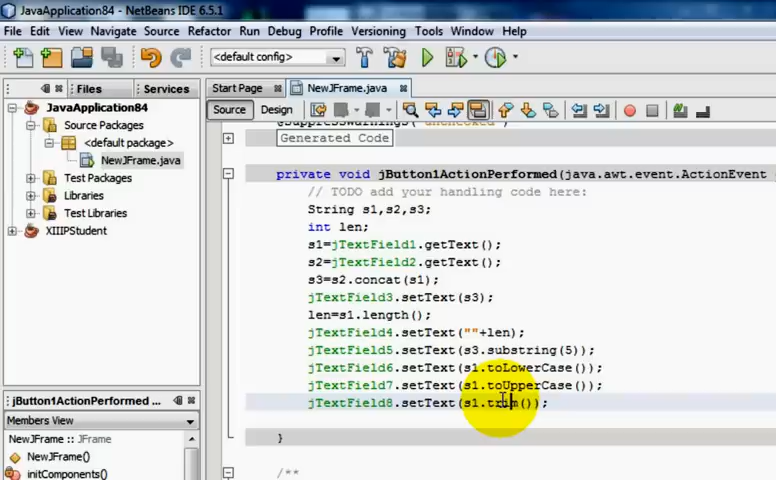 JavaApplication84 - NetBeans IDE 6.5.1
File Edit View Navigate Source Refactor Run Debug Profile Versioning Tools Window Help
<default config>
Files Services
Start Page NewJFrame.java
JavaApplication84
Source Packages
<default package>
NewJFrame.java
Test Packages
Libraries
Test Libraries
XIIIPStudent
Source Design
@SuppressWarnings("unchecked")
Generated Code
private void jButton1ActionPerformed(java.awt.event.ActionEvent
// TODO add your handling code here:
String s1,s2,s3;
int len;
s1=jTextField1.getText();
s2=jTextField2.getText();
s3=s2.concat(s1);
jTextField3.setText(s3);
len=s1.length();
jTextField4.setText(""+len);
jTextField5.setText(s3.substring(5));
jTextField6.setText(s1.toLowerCase());
jTextField7.setText(s1.toUpperCase());
jTextField8.setText(s1.trim());
}
/**
jButton1ActionPerformed ...
Members View
NewJFrame :: JFrame
NewJFrame()
initComponents()